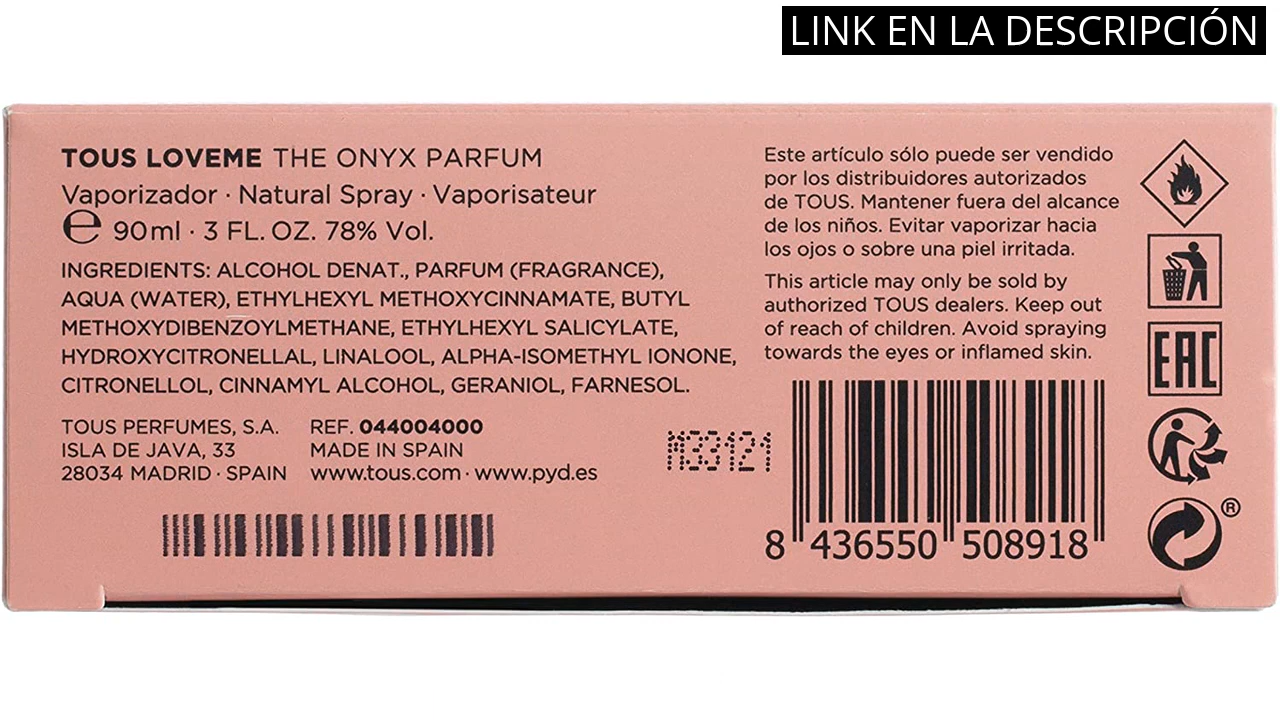 LINK EN LA DESCRIPCIÓN
TOUS LOVEME THE ONYX PARFUM
Vaporizador · Natural Spray · Vaporisateur
℮ 90ml · 3 FL. OZ. 78% Vol.
INGREDIENTS: ALCOHOL DENAT., PARFUM (FRAGRANCE),
AQUA (WATER), ETHYLHEXYL METHOXYCINNAMATE, BUTYL
METHOXYDIBENZOYLMETHANE, ETHYLHEXYL SALICYLATE,
HYDROXYCITRONELLAL, LINALOOL, ALPHA-ISOMETHYL IONONE,
CITRONELLOL, CINNAMYL ALCOHOL, GERANIOL, FARNESOL.
TOUS PERFUMES, S.A.
ISLA DE JAVA, 33
28034 MADRID · SPAIN
REF. 044004000
MADE IN SPAIN
www.tous.com · www.pyd.es
M33121
Este artículo sólo puede ser vendido
por los distribuidores autorizados
de TOUS. Mantener fuera del alcance
de los niños. Evitar vaporizar hacia
los ojos o sobre una piel irritada.
This article may only be sold by
authorized TOUS dealers. Keep out
of reach of children. Avoid spraying
towards the eyes or inflamed skin.
8 436550 508918
EAC
®